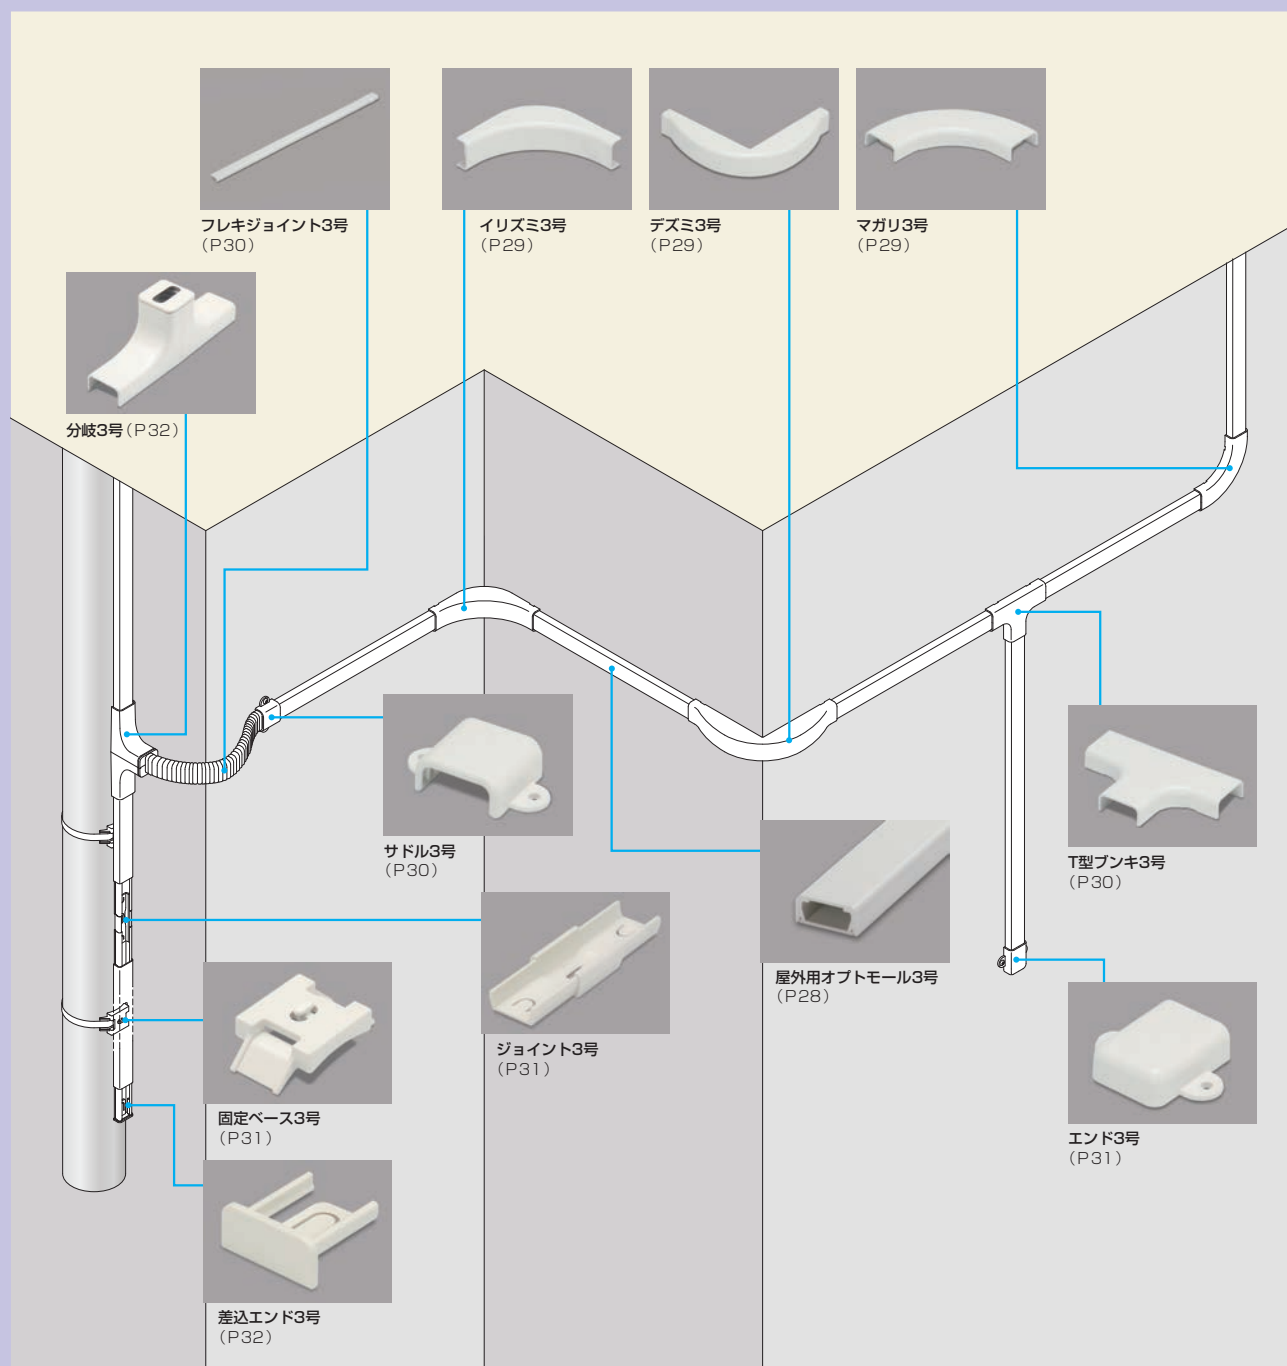 フレキジョイント3号
（P30）
イリズミ3号
（P29）
デズミ3号
（P29）
マガリ3号
（P29）
分岐3号（P32）
サドル3号
（P30）
T型ブンキ3号
（P30）
屋外用オプトモール3号
（P28）
ジョイント3号
（P31）
固定ベース3号
（P31）
エンド3号
（P31）
差込エンド3号
（P32）